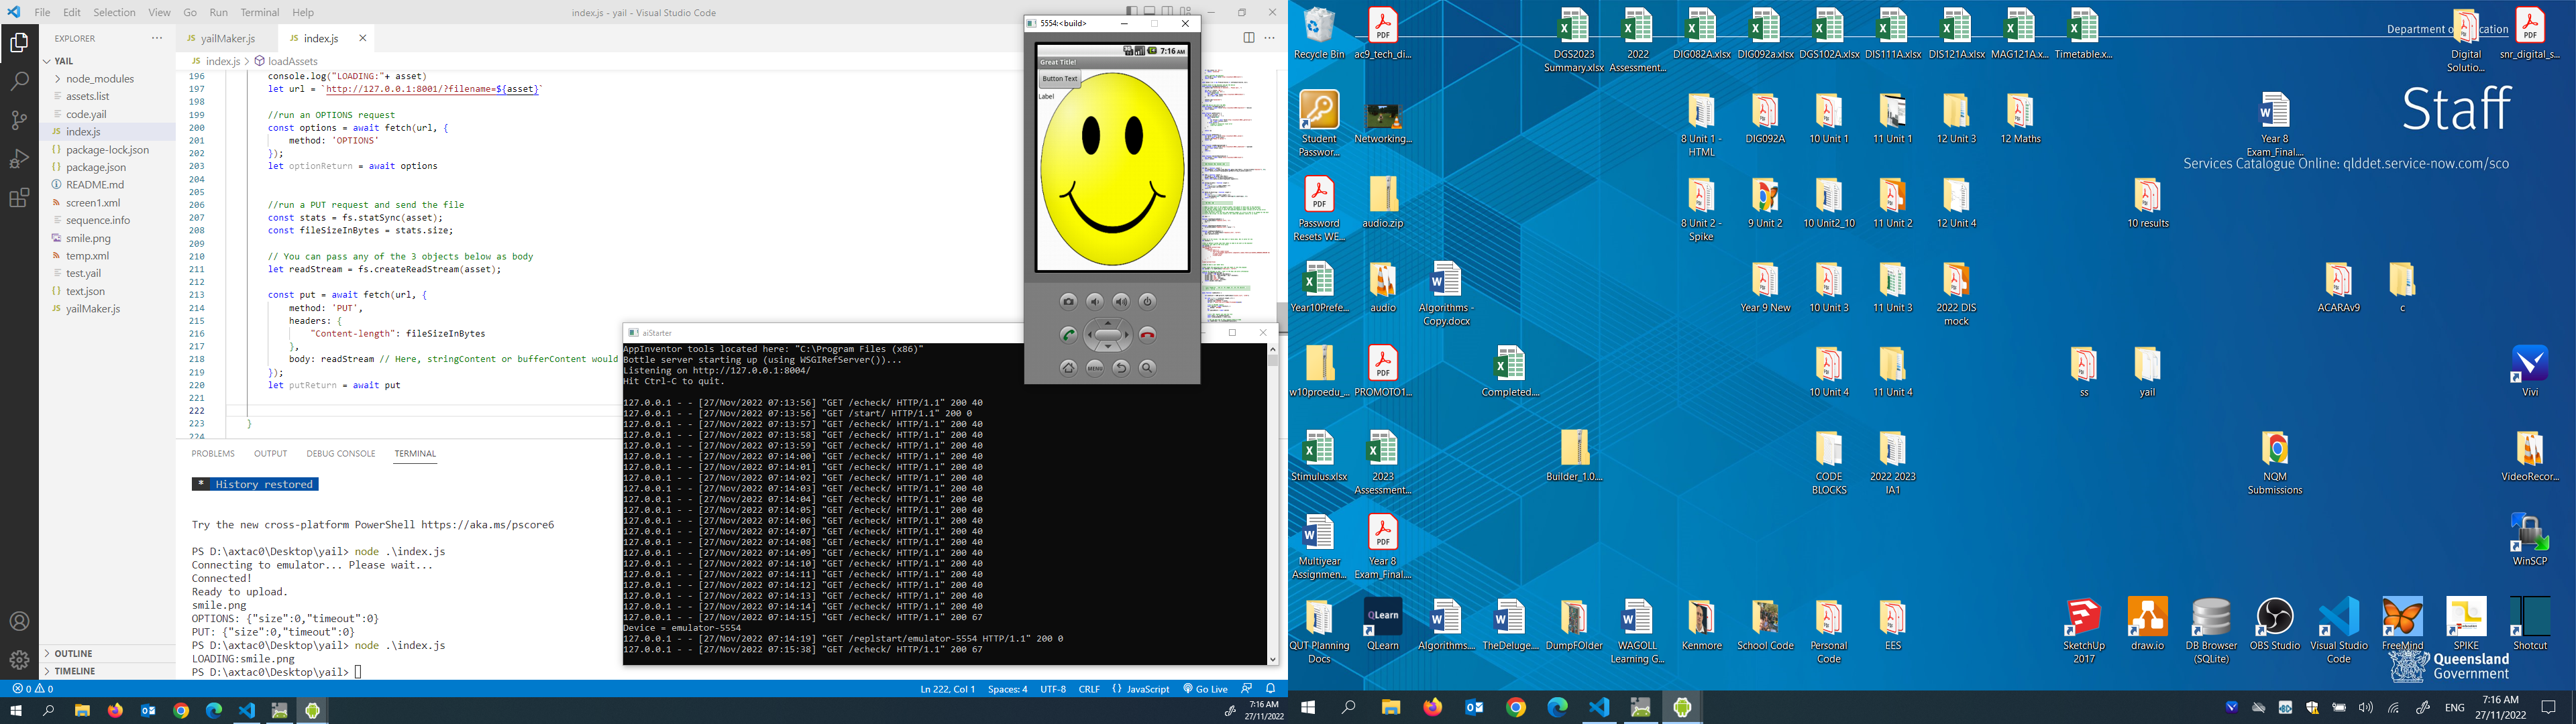 File Edit Selection View Go Run Terminal Help
index.js - yail - Visual Studio Code
EXPLORER
YAIL
node_modules
assets.list
code.yail
index.js
package-lock.json
package.json
README.md
screen1.xml
sequence.info
smile.png
temp.xml
test.yail
text.json
yailMaker.js
OUTLINE
TIMELINE
yailMaker.js
index.js
index.js > loadAssets
196 console.log("LOADING:"+ asset)
197 let url = `http://127.0.0.1:8001/?filename=${asset}`
198
199 //run an OPTIONS request
200 const options = await fetch(url, {
201 method: 'OPTIONS'
202 });
203 let optionReturn = await options
204
205
206 //run a PUT request and send the file
207 const stats = fs.statSync(asset);
208 const fileSizeInBytes = stats.size;
209
210 // You can pass any of the 3 objects below as body
211 let readStream = fs.createReadStream(asset);
212
213 const put = await fetch(url, {
214 method: 'PUT',
215 headers: {
216 "Content-length": fileSizeInBytes
217 },
218 body: readStream // Here, stringContent or bufferContent would
219 });
220 let putReturn = await put
221
222
223 }
224
PROBLEMS OUTPUT DEBUG CONSOLE TERMINAL
* History restored
Try the new cross-platform PowerShell https://aka.ms/pscore6
PS D:\axtac0\Desktop\yail> node .\index.js
Connecting to emulator... Please wait...
Connected!
Ready to upload.
smile.png
OPTIONS: {"size":0,"timeout":0}
PUT: {"size":0,"timeout":0}
PS D:\axtac0\Desktop\yail> node .\index.js
LOADING:smile.png
PS D:\axtac0\Desktop\yail>
0 0
Ln 222, Col 1 Spaces: 4 UTF-8 CRLF {} JavaScript Go Live
7:16 AM
27/11/2022
5554:<build>
7:16 AM
Great Title!
Button Text
Label
MENU
aiStarter
AppInventor tools located here: "C:\Program Files (x86)"
Bottle server starting up (using WSGIRefServer())...
Listening on http://127.0.0.1:8004/
Hit Ctrl-C to quit.
127.0.0.1 - - [27/Nov/2022 07:13:56] "GET /echeck/ HTTP/1.1" 200 40
127.0.0.1 - - [27/Nov/2022 07:13:56] "GET /start/ HTTP/1.1" 200 0
127.0.0.1 - - [27/Nov/2022 07:13:57] "GET /echeck/ HTTP/1.1" 200 40
127.0.0.1 - - [27/Nov/2022 07:13:58] "GET /echeck/ HTTP/1.1" 200 40
127.0.0.1 - - [27/Nov/2022 07:13:59] "GET /echeck/ HTTP/1.1" 200 40
127.0.0.1 - - [27/Nov/2022 07:14:00] "GET /echeck/ HTTP/1.1" 200 40
127.0.0.1 - - [27/Nov/2022 07:14:01] "GET /echeck/ HTTP/1.1" 200 40
127.0.0.1 - - [27/Nov/2022 07:14:02] "GET /echeck/ HTTP/1.1" 200 40
127.0.0.1 - - [27/Nov/2022 07:14:03] "GET /echeck/ HTTP/1.1" 200 40
127.0.0.1 - - [27/Nov/2022 07:14:04] "GET /echeck/ HTTP/1.1" 200 40
127.0.0.1 - - [27/Nov/2022 07:14:05] "GET /echeck/ HTTP/1.1" 200 40
127.0.0.1 - - [27/Nov/2022 07:14:06] "GET /echeck/ HTTP/1.1" 200 40
127.0.0.1 - - [27/Nov/2022 07:14:07] "GET /echeck/ HTTP/1.1" 200 40
127.0.0.1 - - [27/Nov/2022 07:14:08] "GET /echeck/ HTTP/1.1" 200 40
127.0.0.1 - - [27/Nov/2022 07:14:09] "GET /echeck/ HTTP/1.1" 200 40
127.0.0.1 - - [27/Nov/2022 07:14:10] "GET /echeck/ HTTP/1.1" 200 40
127.0.0.1 - - [27/Nov/2022 07:14:11] "GET /echeck/ HTTP/1.1" 200 40
127.0.0.1 - - [27/Nov/2022 07:14:12] "GET /echeck/ HTTP/1.1" 200 40
127.0.0.1 - - [27/Nov/2022 07:14:13] "GET /echeck/ HTTP/1.1" 200 40
127.0.0.1 - - [27/Nov/2022 07:14:14] "GET /echeck/ HTTP/1.1" 200 40
127.0.0.1 - - [27/Nov/2022 07:14:15] "GET /echeck/ HTTP/1.1" 200 67
Device = emulator-5554
127.0.0.1 - - [27/Nov/2022 07:14:19] "GET /replstart/emulator-5554 HTTP/1.1" 200 0
127.0.0.1 - - [27/Nov/2022 07:15:38] "GET /echeck/ HTTP/1.1" 200 67
Department o
Staff
Services Catalogue Online: qlddet.service-now.com/sco
Recycle Bin
ac9_tech_di...
DGS2023 Summary.xlsx
2022 Assessment...
DIG082A.xlsx
DIG092a.xlsx
DGS102A.xlsx
DIS111A.xlsx
DIS121A.xlsx
MAG121A.x...
Timetable.x...
Digital Solutio...
snr_digital_s...
Student Passwor...
Networking...
8 Unit 1 - HTML
DIG092A
10 Unit 1
11 Unit 1
12 Unit 3
12 Maths
Year 8 Exam_Final....
Password Resets WE...
audio.zip
8 Unit 2 - Spike
9 Unit 2
10 Unit2_10
11 Unit 2
12 Unit 4
10 results
Year10Prefe...
audio
Algorithms - Copy.docx
Year 9 New
10 Unit 3
11 Unit 3
2022 DIS mock
ACARAv9
c
w10proedu_...
PROMOTO1...
Completed....
10 Unit 4
11 Unit 4
ss
yail
Vivi
Stimulus.xlsx
2023 Assessment...
Builder_1.0....
CODE BLOCKS
2022 2023 IA1
NQM Submissions
VideoRecor...
Multiyear Assignmen...
Year 8 Exam_Final....
WinSCP
QUT Planning Docs
QLearn
Algorithms....
TheDeluge....
DumpFOlder
WAGOLL Learning G...
Kenmore
School Code
Personal Code
EES
SketchUp 2017
draw.io
DB Browser (SQLite)
OBS Studio
Visual Studio Code
FreeMind
SPIKE
Shotcut
Queensland
Government
ENG
7:16 AM
27/11/2022